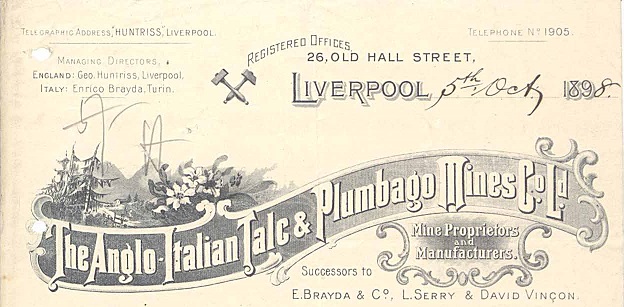 Telegraphic Address, "HUNTRISS," LIVERPOOL.
TELEPHONE Nº 1905.
MANAGING DIRECTORS,
ENGLAND: Geo. Huntriss, Liverpool,
ITALY: Enrico Brayda, Turin.
REGISTERED OFFICES,
26, OLD HALL STREET,
LIVERPOOL 5th Oct, 1898.
The Anglo-Italian Talc & Plumbago Mines Co. Ld
Mine Proprietors
and
Manufacturers.
Successors to
E. BRAYDA & Cº, L. SERRY & DAVID VINÇON.